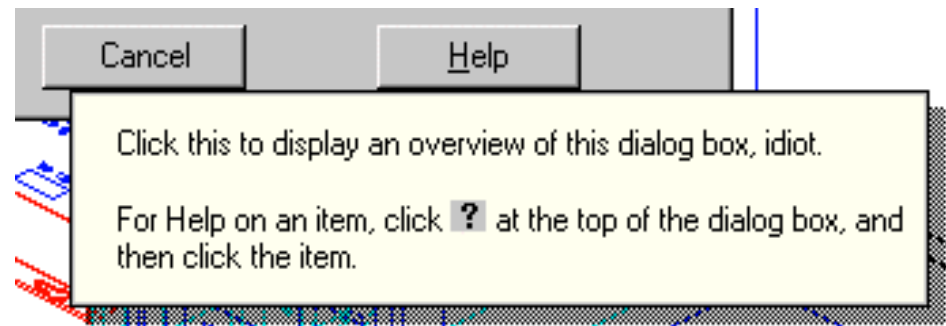 Cancel Help
Click this to display an overview of this dialog box, idiot.
For Help on an item, click ? at the top of the dialog box, and
then click the item.